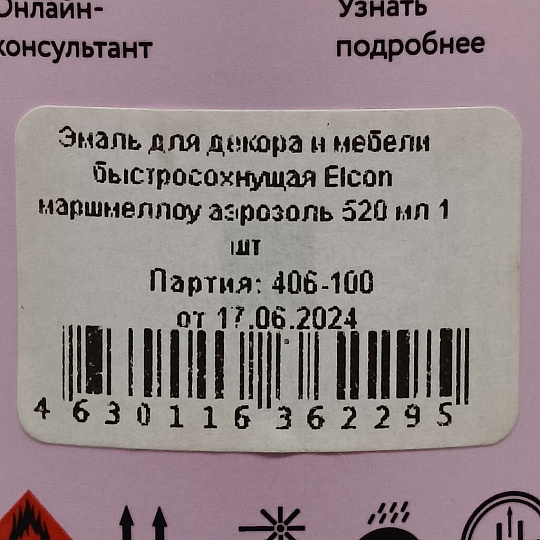 Онлайн-
консультант
Узнать
подробнее
Эмаль для декора и мебели
быстросохнущая Elcon
маршмеллоу аэрозоль 520 мл 1
шт
Партия: 406-100
от 17.06.2024
4 630116 362295